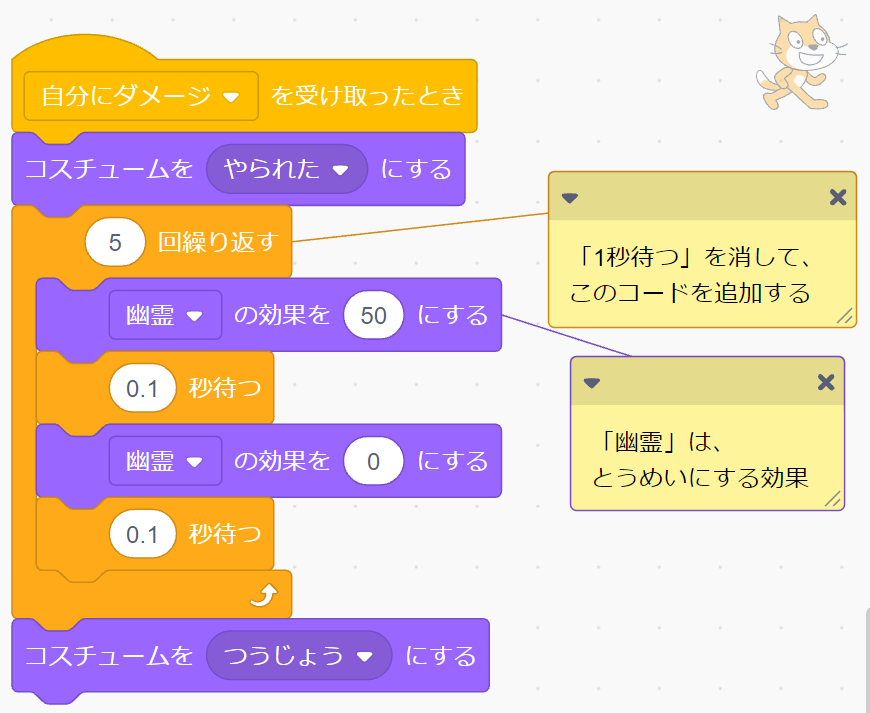 自分にダメージ を受け取ったとき
コスチュームを やられた にする
5 回繰り返す
「1秒待つ」を消して、
このコードを追加する
幽霊 の効果を 50 にする
0.1 秒待つ
「幽霊」は、
とうめいにする効果
幽霊 の効果を 0 にする
0.1 秒待つ
コスチュームを つうじょう にする